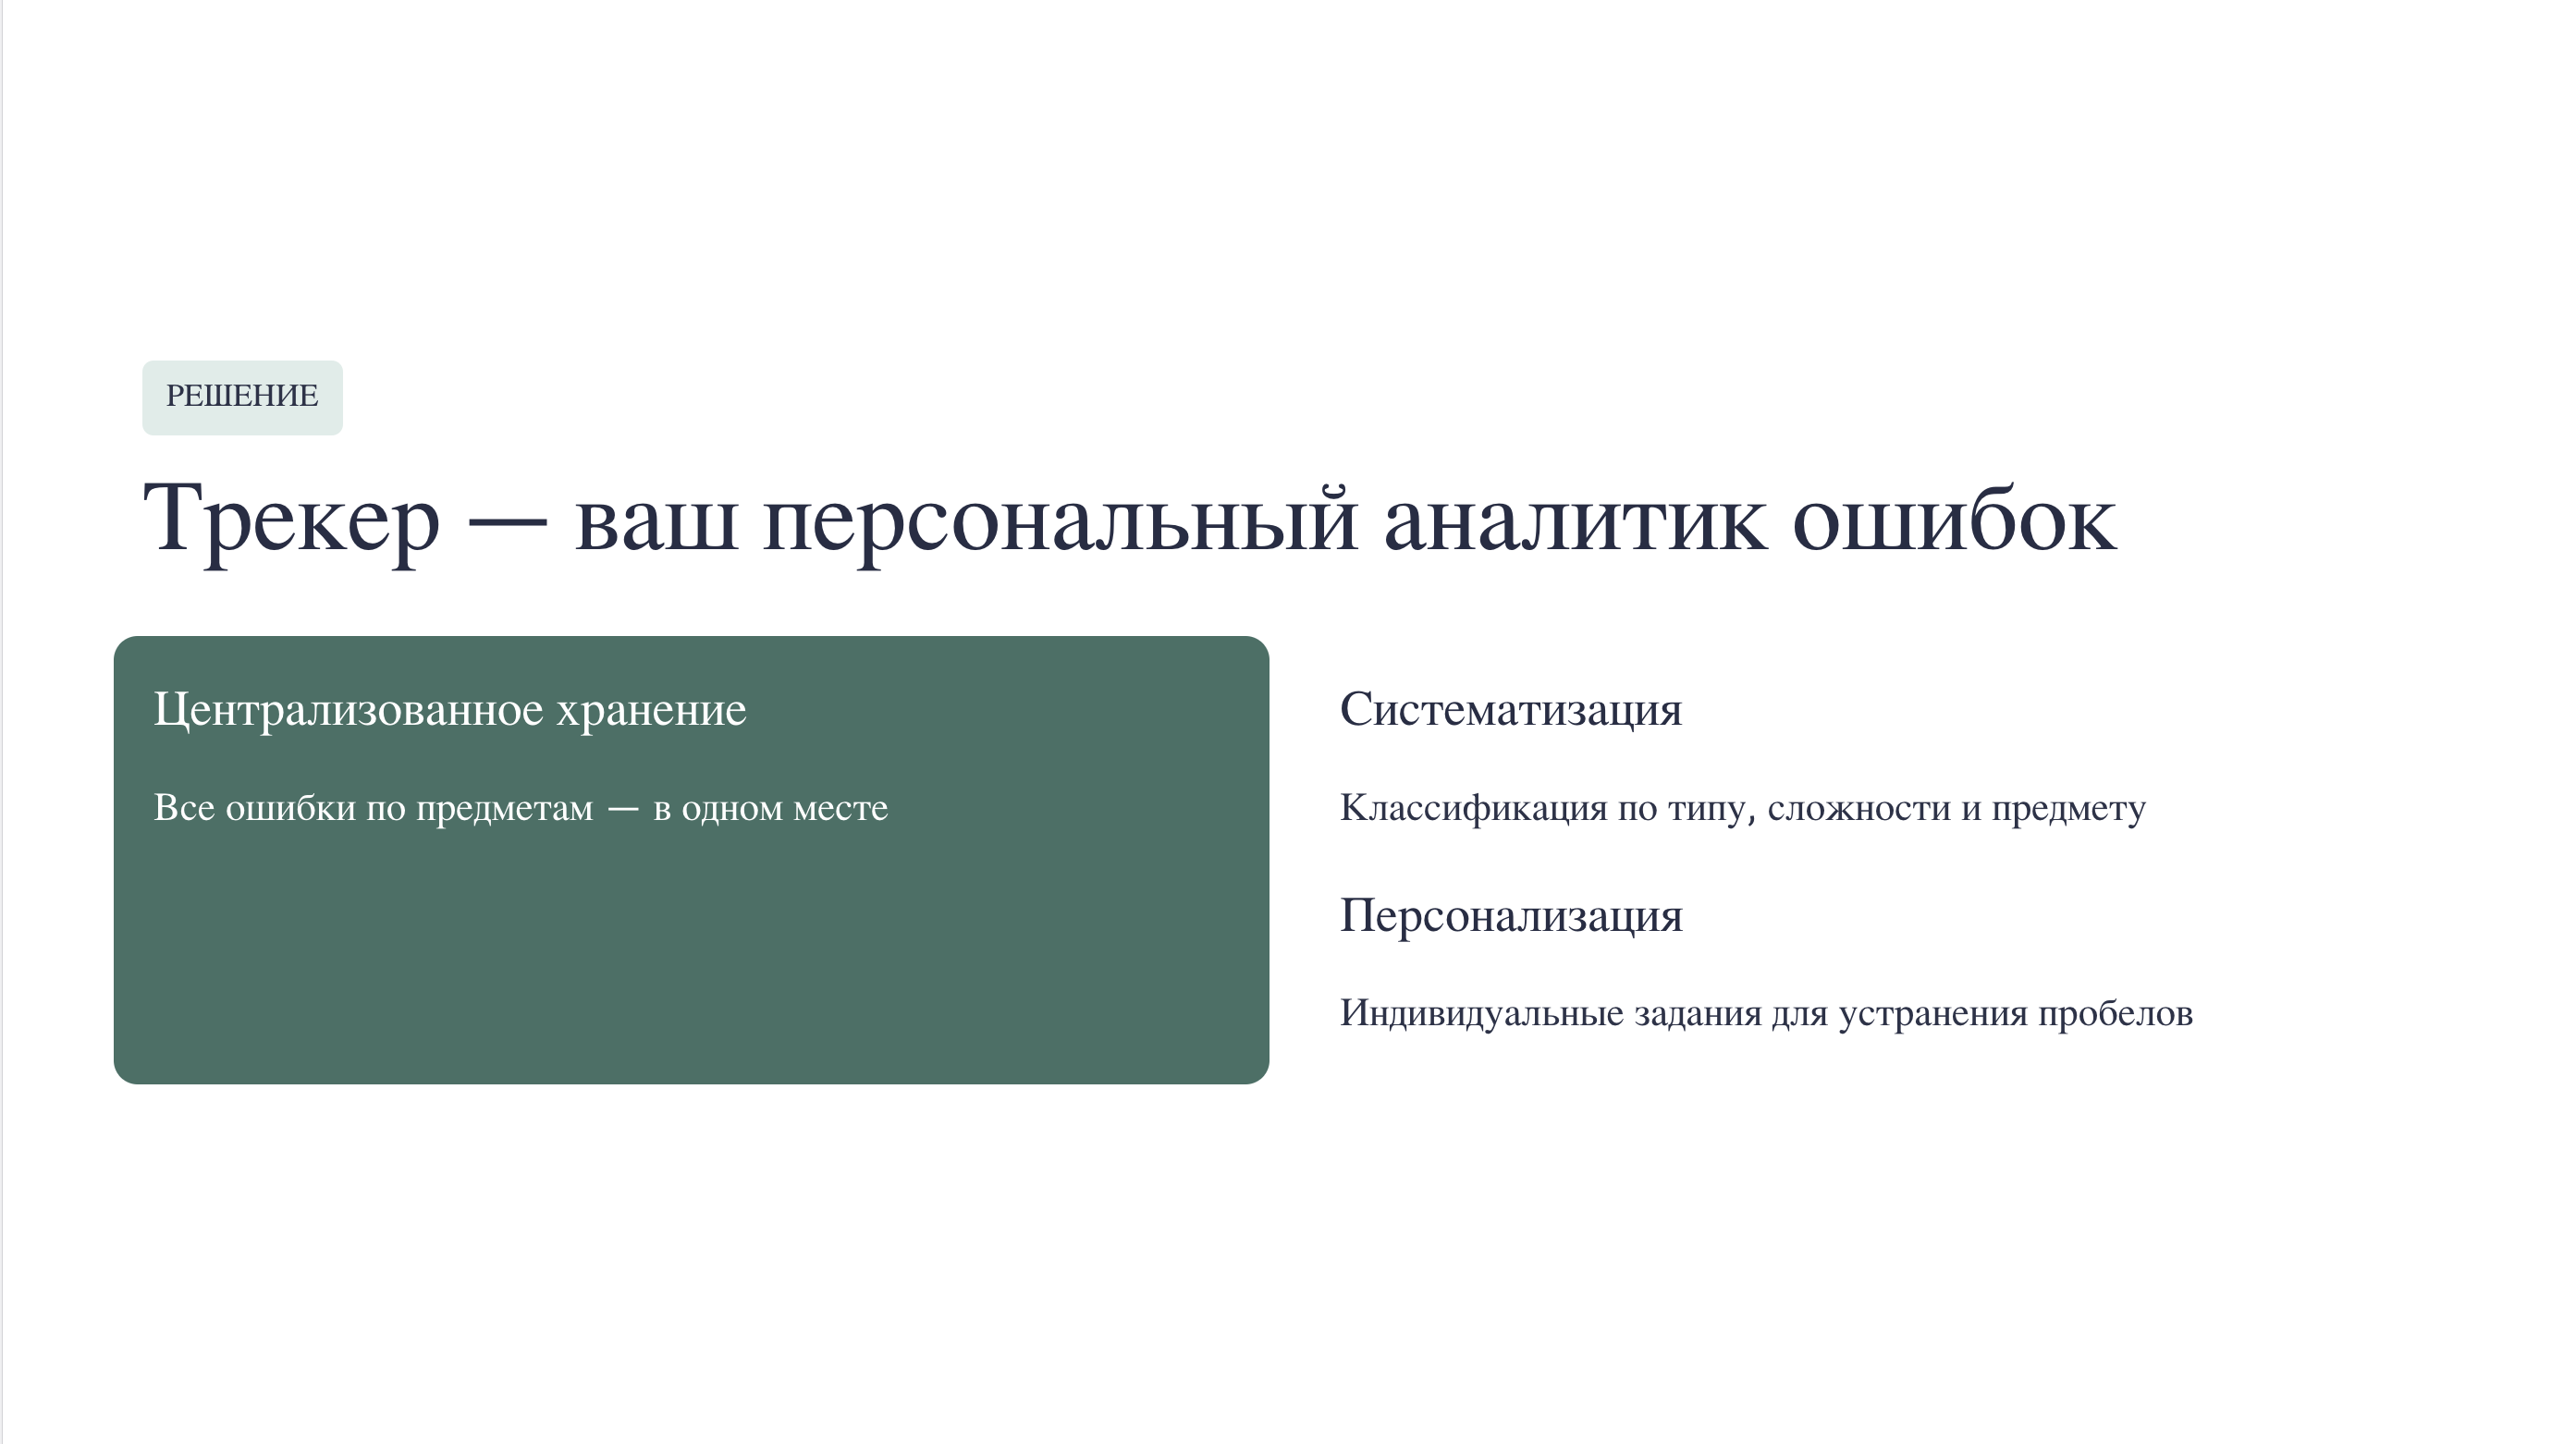 РЕШЕНИЕ
Трекер — ваш персональный аналитик ошибок
Централизованное хранение
Все ошибки по предметам — в одном месте
Систематизация
Классификация по типу, сложности и предмету
Персонализация
Индивидуальные задания для устранения пробелов